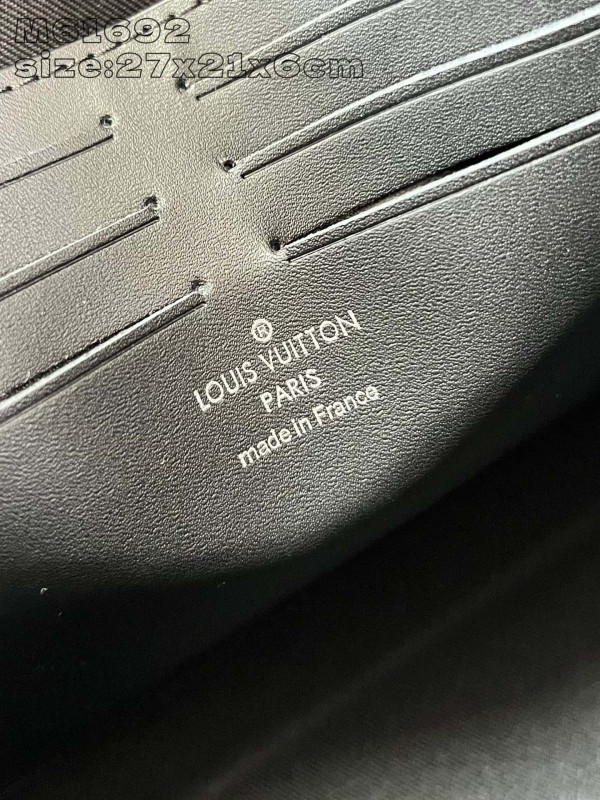 M61692
size:27x21x6cm
®
LOUIS VUITTON
PARIS
made in France